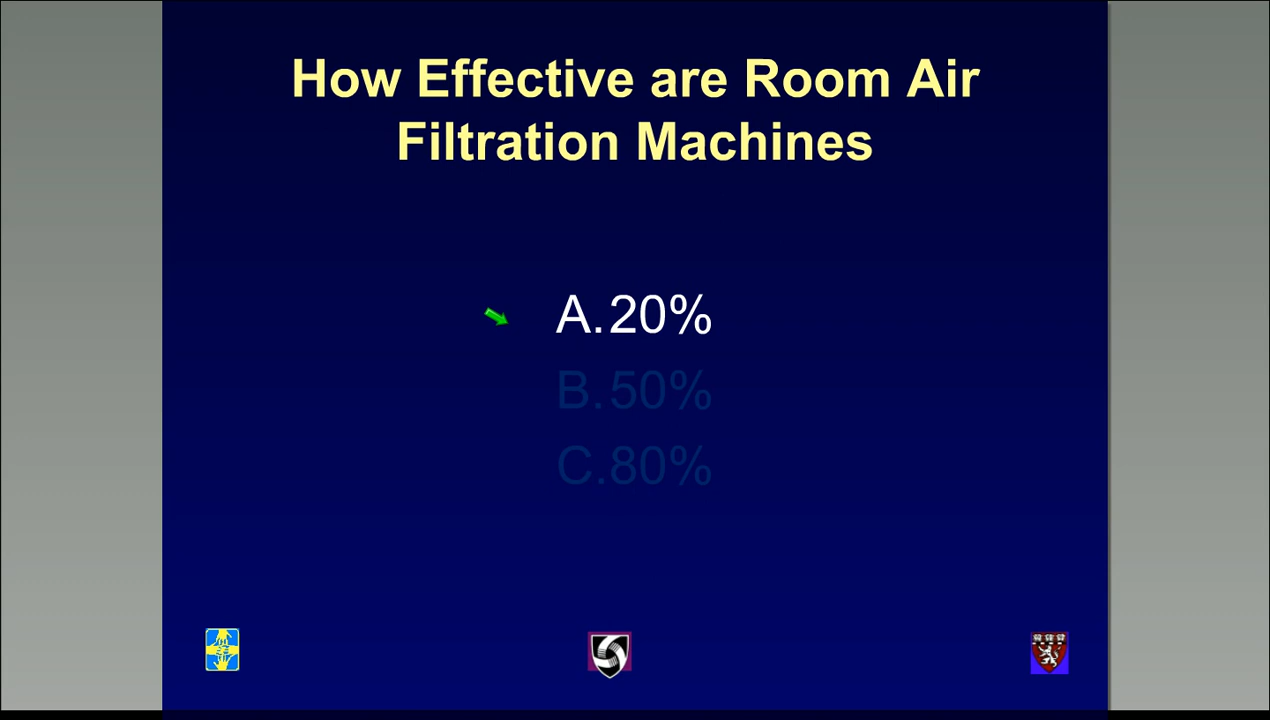 How Effective are Room Air
Filtration Machines
A.20%
B.50%
C.80%